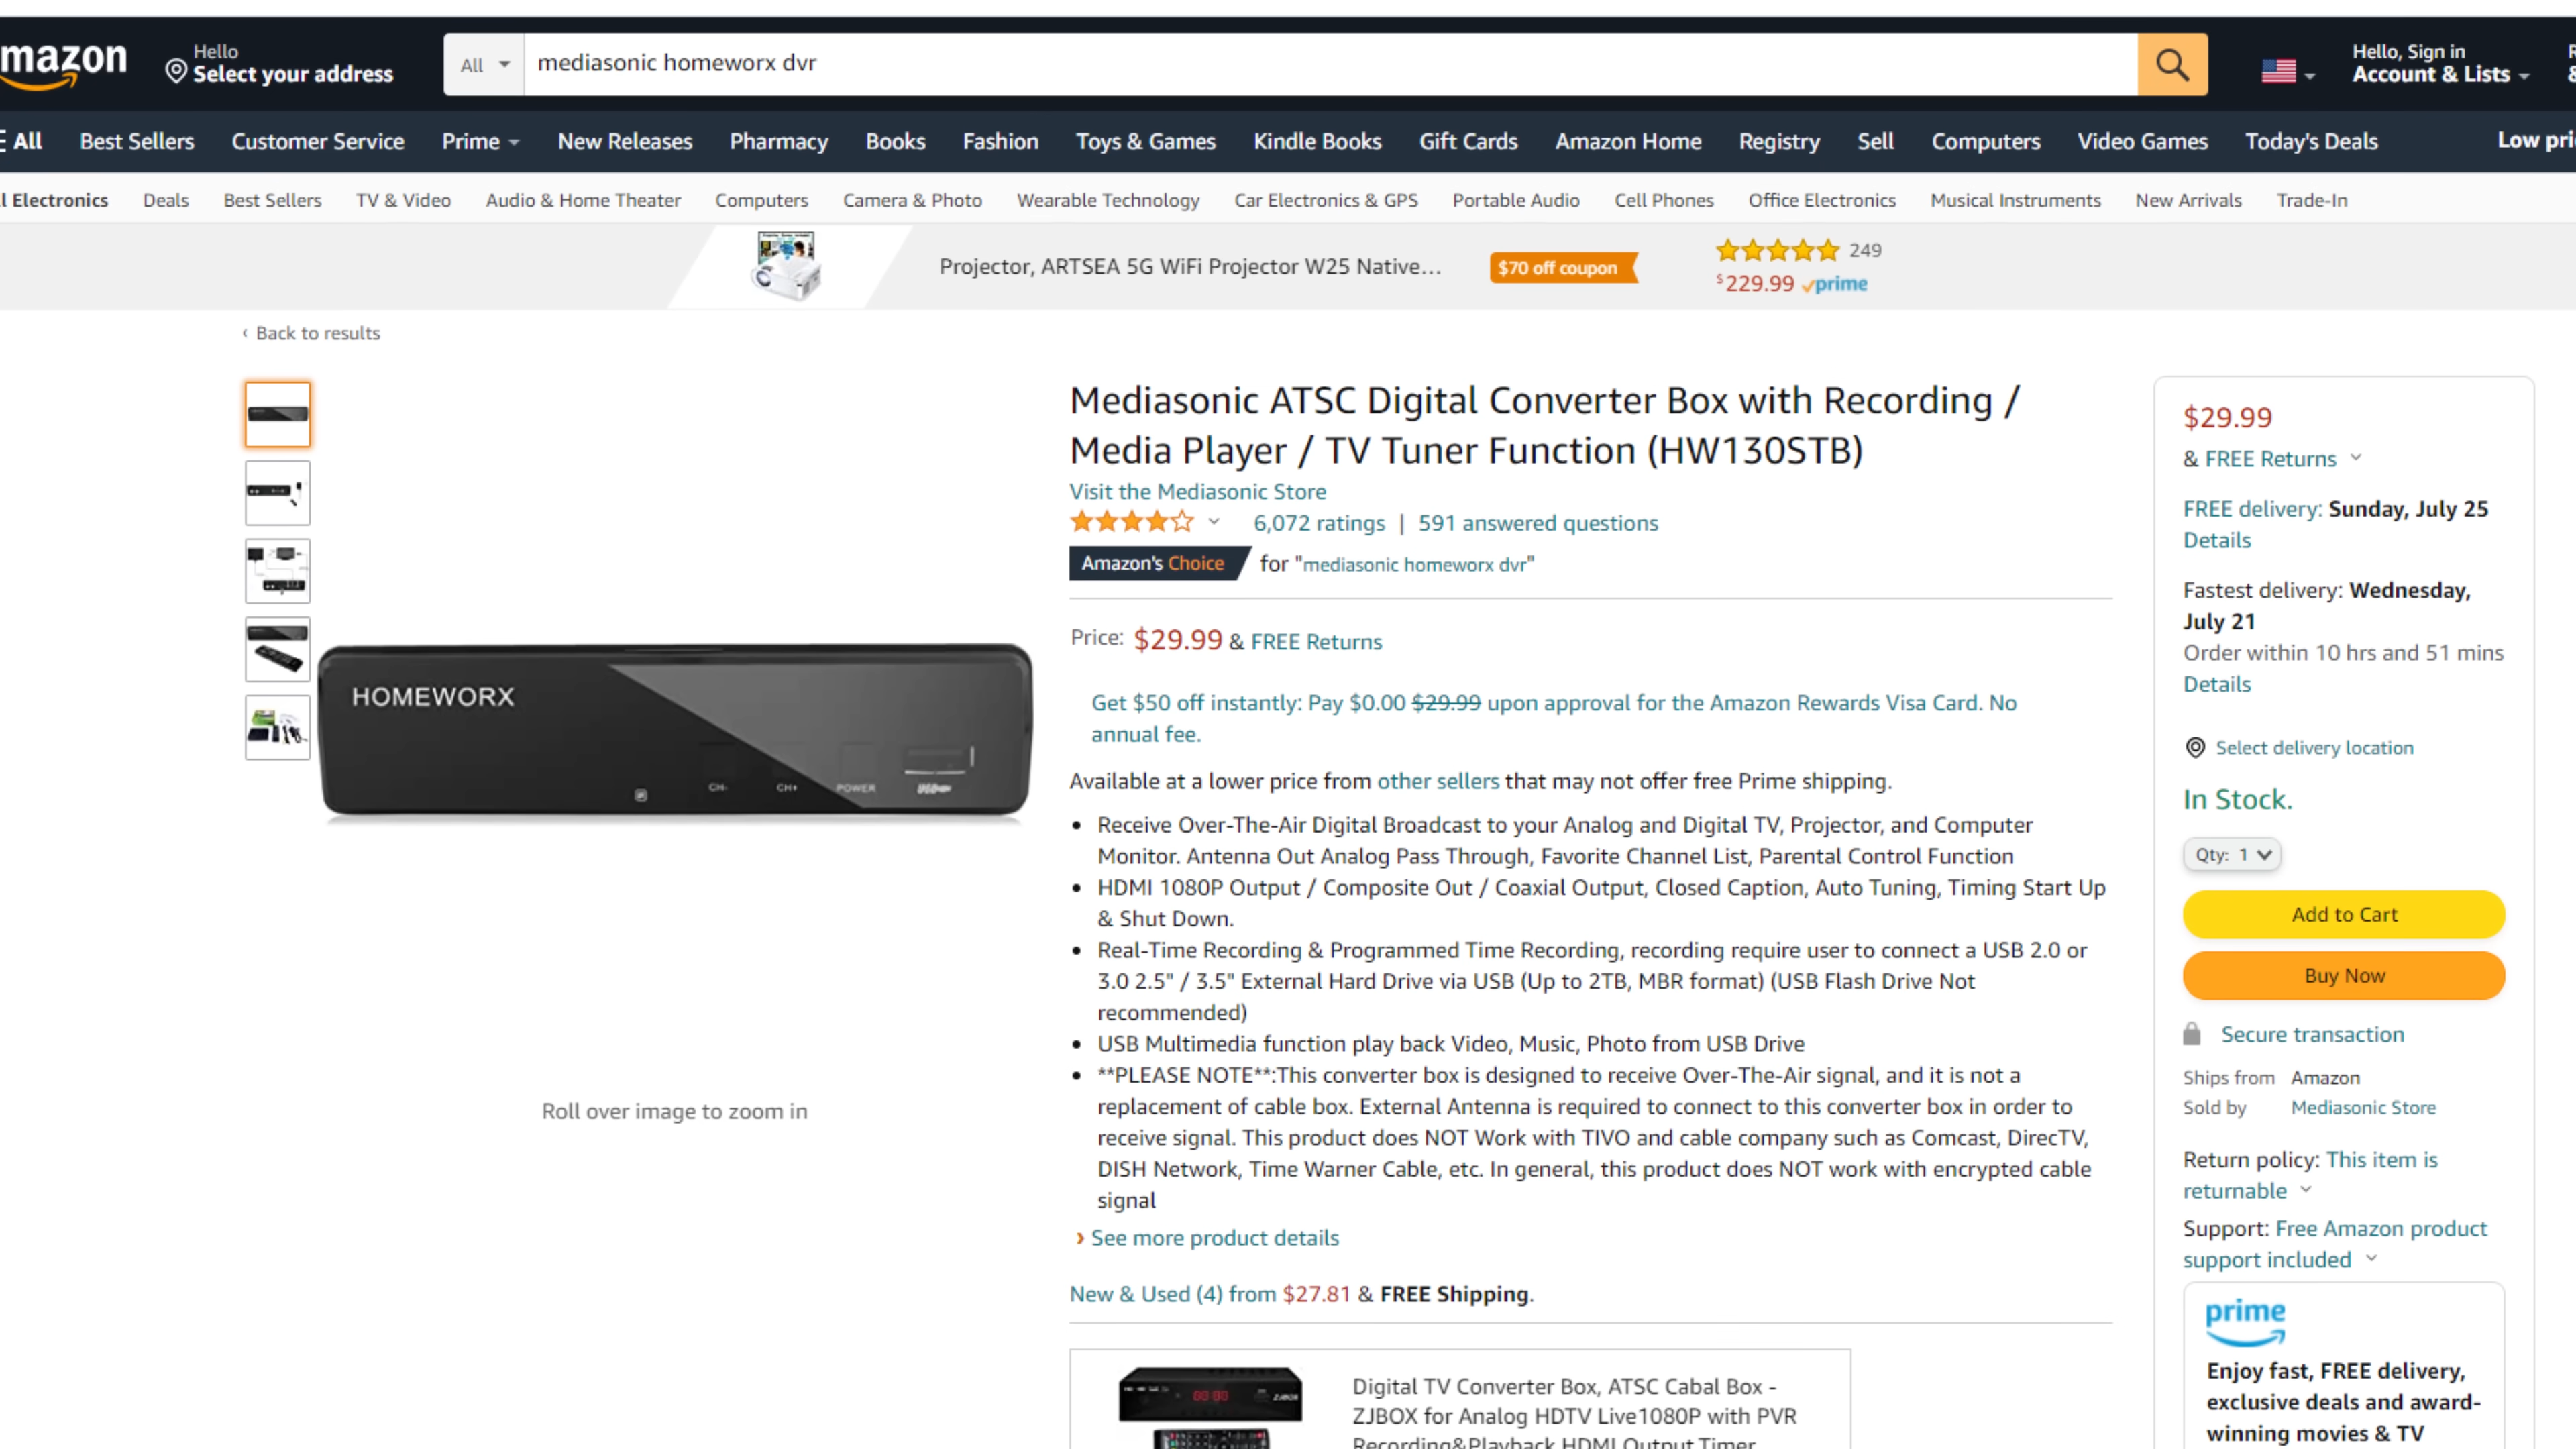 mazon
Hello
Select your address
All
mediasonic homeworx dvr
Hello, Sign in
Account & Lists
All
Best Sellers
Customer Service
Prime
New Releases
Pharmacy
Books
Fashion
Toys & Games
Kindle Books
Gift Cards
Amazon Home
Registry
Sell
Computers
Video Games
Today's Deals
Low pri
l Electronics
Deals
Best Sellers
TV & Video
Audio & Home Theater
Computers
Camera & Photo
Wearable Technology
Car Electronics & GPS
Portable Audio
Cell Phones
Office Electronics
Musical Instruments
New Arrivals
Trade-In
Projector, ARTSEA 5G WiFi Projector W25 Native...
$70 off coupon
249
$229.99 prime
‹ Back to results
HOMEWORX
CH-
CH+
POWER
USB
Roll over image to zoom in
Mediasonic ATSC Digital Converter Box with Recording /
Media Player / TV Tuner Function (HW130STB)
Visit the Mediasonic Store
6,072 ratings | 591 answered questions
Amazon's Choice for "mediasonic homeworx dvr"
Price: $29.99 & FREE Returns
Get $50 off instantly: Pay $0.00 $29.99 upon approval for the Amazon Rewards Visa Card. No
annual fee.
Available at a lower price from other sellers that may not offer free Prime shipping.
• Receive Over-The-Air Digital Broadcast to your Analog and Digital TV, Projector, and Computer
Monitor. Antenna Out Analog Pass Through, Favorite Channel List, Parental Control Function
• HDMI 1080P Output / Composite Out / Coaxial Output, Closed Caption, Auto Tuning, Timing Start Up
& Shut Down.
• Real-Time Recording & Programmed Time Recording, recording require user to connect a USB 2.0 or
3.0 2.5" / 3.5" External Hard Drive via USB (Up to 2TB, MBR format) (USB Flash Drive Not
recommended)
• USB Multimedia function play back Video, Music, Photo from USB Drive
• **PLEASE NOTE**:This converter box is designed to receive Over-The-Air signal, and it is not a
replacement of cable box. External Antenna is required to connect to this converter box in order to
receive signal. This product does NOT Work with TIVO and cable company such as Comcast, DirecTV,
DISH Network, Time Warner Cable, etc. In general, this product does NOT work with encrypted cable
signal
› See more product details
New & Used (4) from $27.81 & FREE Shipping.
Digital TV Converter Box, ATSC Cabal Box -
ZJBOX for Analog HDTV Live1080P with PVR
Recording&Playback,HDMI Output,Timer
$29.99
& FREE Returns
FREE delivery: Sunday, July 25
Details
Fastest delivery: Wednesday,
July 21
Order within 10 hrs and 51 mins
Details
Select delivery location
In Stock.
Qty: 1
Add to Cart
Buy Now
Secure transaction
Ships from Amazon
Sold by Mediasonic Store
Return policy: This item is
returnable
Support: Free Amazon product
support included
prime
Enjoy fast, FREE delivery,
exclusive deals and award-
winning movies & TV